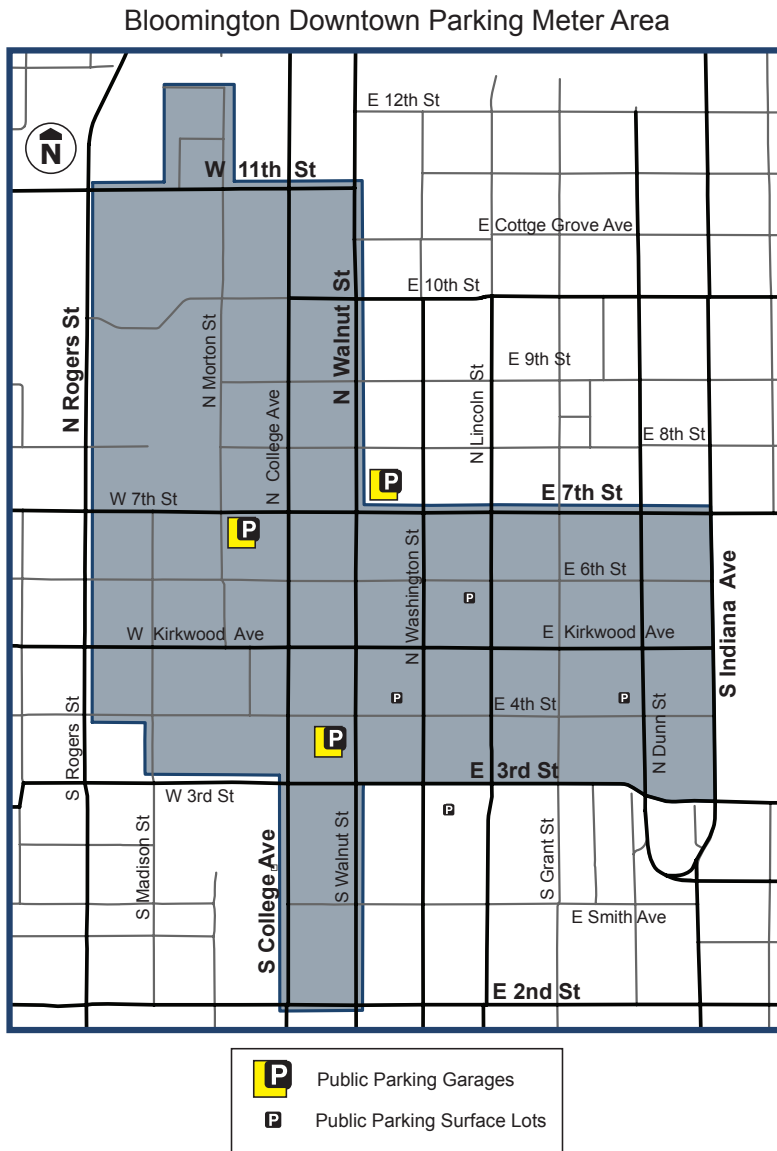 Bloomington Downtown Parking Meter Area
E 12th St
N
W 11th St
E Cottge Grove Ave
E 10th St
N Rogers St
N Morton St
N College Ave
N Walnut St
N Lincoln St
E 9th St
E 8th St
P
W 7th St
E 7th St
P
N Washington St
E 6th St
P
W Kirkwood Ave
E Kirkwood Ave
S Indiana Ave
P
P
E 4th St
N Dunn St
S Rogers St
P
E 3rd St
W 3rd St
P
S Madison St
S College Ave
S Walnut St
S Grant St
E Smith Ave
E 2nd St
P Public Parking Garages
P Public Parking Surface Lots